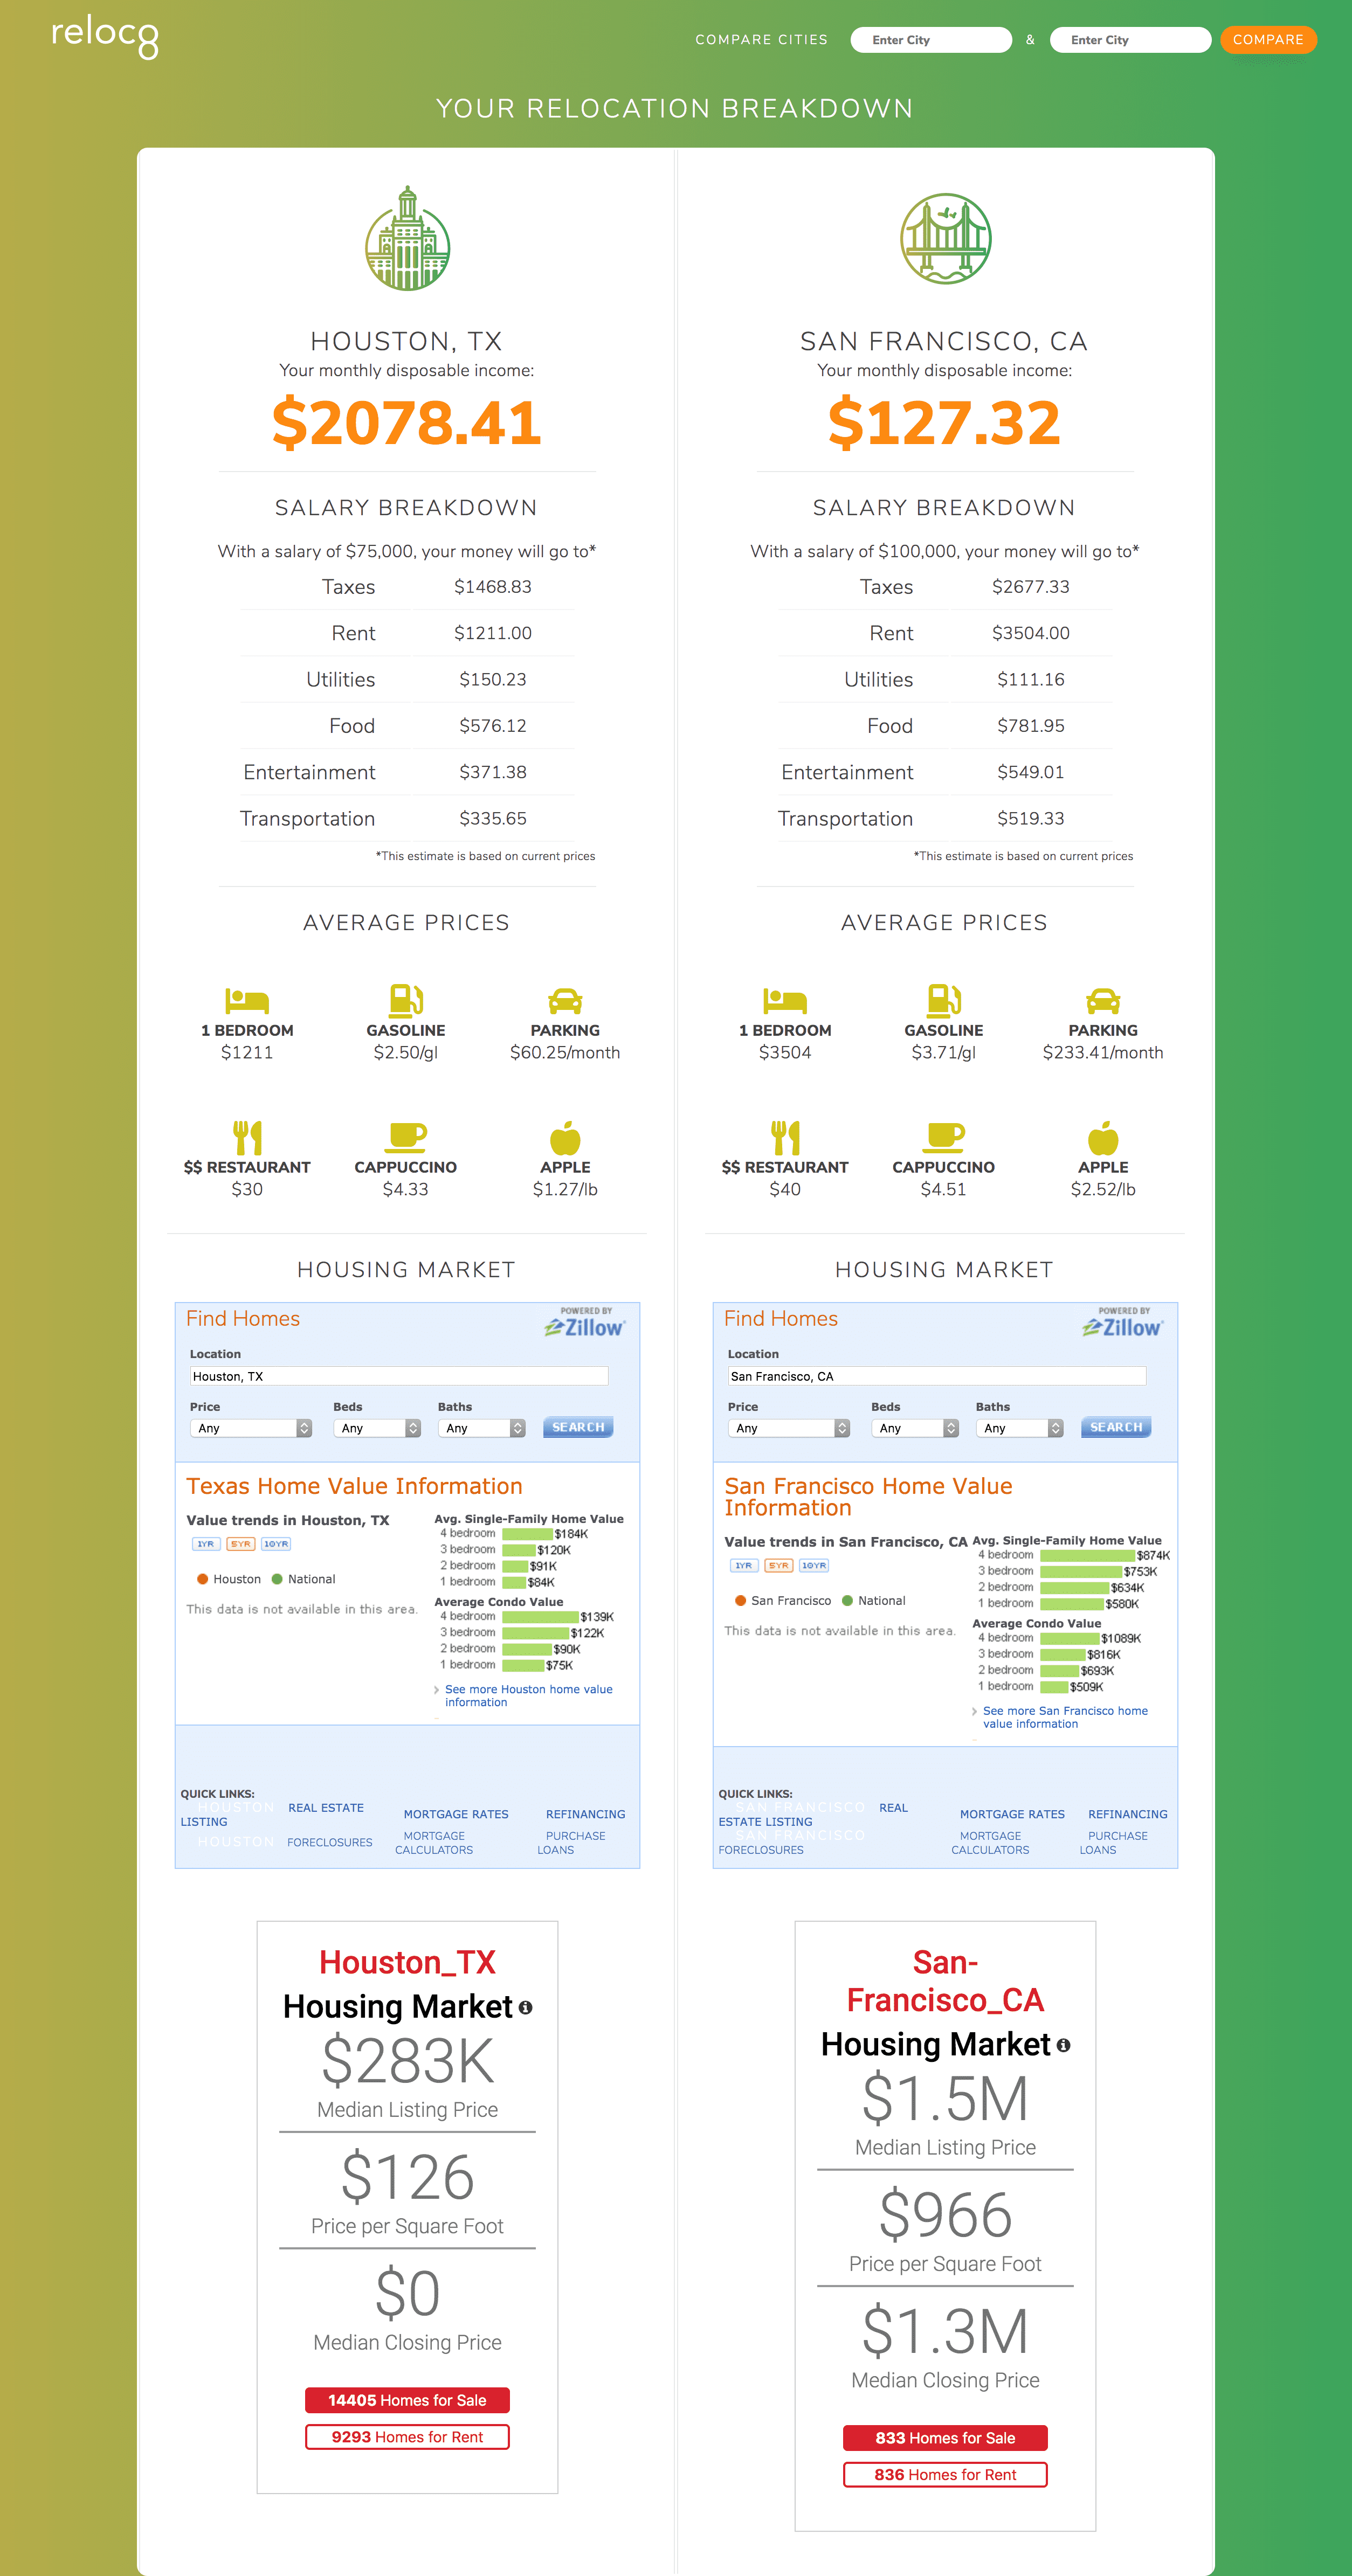 reloc8
COMPARE CITIES
Enter City
&
Enter City
COMPARE
YOUR RELOCATION BREAKDOWN
HOUSTON, TX
Your monthly disposable income:
$2078.41
SALARY BREAKDOWN
With a salary of $75,000, your money will go to*
Taxes $1468.83
Rent $1211.00
Utilities $150.23
Food $576.12
Entertainment $371.38
Transportation $335.65
*This estimate is based on current prices
AVERAGE PRICES
1 BEDROOM GASOLINE PARKING
$1211 $2.50/gl $60.25/month
$$ RESTAURANT CAPPUCCINO APPLE
$30 $4.33 $1.27/lb
HOUSING MARKET
Find Homes
POWERED BY
Zillow
Location
Houston, TX
Price Beds Baths
Any Any Any SEARCH
Texas Home Value Information
Value trends in Houston, TX
1YR 5YR 10YR
Houston National
This data is not available in this area.
Avg. Single-Family Home Value
4 bedroom $184K
3 bedroom $120K
2 bedroom $91K
1 bedroom $84K
Average Condo Value
4 bedroom $139K
3 bedroom $122K
2 bedroom $90K
1 bedroom $75K
See more Houston home value
information
QUICK LINKS:
HOUSTON REAL ESTATE
LISTING
MORTGAGE RATES
REFINANCING
HOUSTON FORECLOSURES
MORTGAGE
CALCULATORS
PURCHASE
LOANS
Houston_TX
Housing Market
$283K
Median Listing Price
$126
Price per Square Foot
$0
Median Closing Price
14405 Homes for Sale
9293 Homes for Rent
SAN FRANCISCO, CA
Your monthly disposable income:
$127.32
SALARY BREAKDOWN
With a salary of $100,000, your money will go to*
Taxes $2677.33
Rent $3504.00
Utilities $111.16
Food $781.95
Entertainment $549.01
Transportation $519.33
*This estimate is based on current prices
AVERAGE PRICES
1 BEDROOM GASOLINE PARKING
$3504 $3.71/gl $233.41/month
$$ RESTAURANT CAPPUCCINO APPLE
$40 $4.51 $2.52/lb
HOUSING MARKET
Find Homes
POWERED BY
Zillow
Location
San Francisco, CA
Price Beds Baths
Any Any Any SEARCH
San Francisco Home Value
Information
Value trends in San Francisco, CA
1YR 5YR 10YR
San Francisco National
This data is not available in this area.
Avg. Single-Family Home Value
4 bedroom $874K
3 bedroom $753K
2 bedroom $634K
1 bedroom $580K
Average Condo Value
4 bedroom $1089K
3 bedroom $816K
2 bedroom $693K
1 bedroom $509K
See more San Francisco home
value information
QUICK LINKS:
SAN FRANCISCO REAL
ESTATE LISTING
MORTGAGE RATES
REFINANCING
SAN FRANCISCO
FORECLOSURES
MORTGAGE
CALCULATORS
PURCHASE
LOANS
San-
Francisco_CA
Housing Market
$1.5M
Median Listing Price
$966
Price per Square Foot
$1.3M
Median Closing Price
833 Homes for Sale
836 Homes for Rent